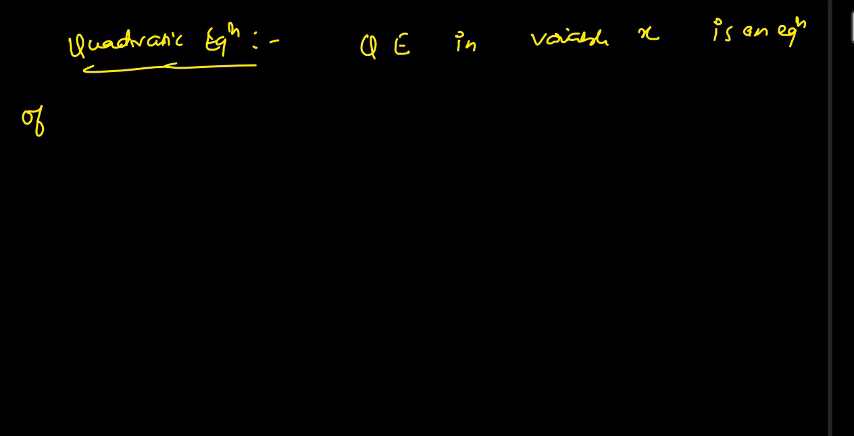 Quadratic Eqⁿ :- Q E in variable x is an eqⁿ
of